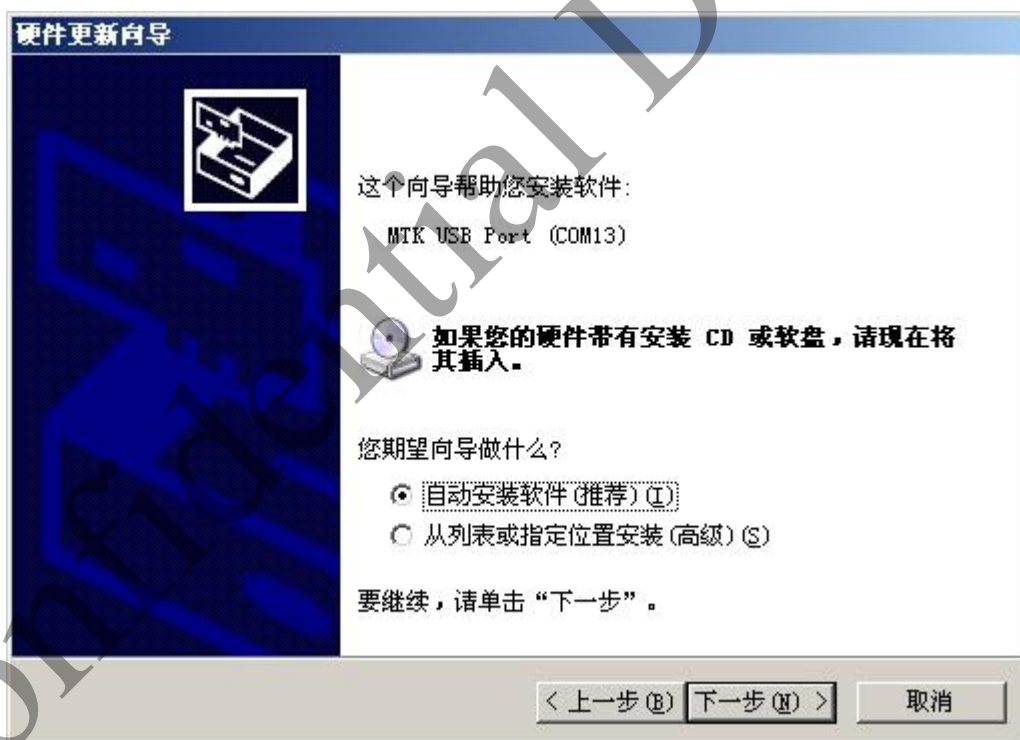 硬件更新向导
这个向导帮助您安装软件:
MTK USB Port (COM13)
如果您的硬件带有安装 CD 或软盘，请现在将
其插入。
您期望向导做什么?
自动安装软件(推荐)(I)
从列表或指定位置安装(高级)(S)
要继续，请单击“下一步”。
< 上一步(B) 下一步(N) > 取消
onfidential D